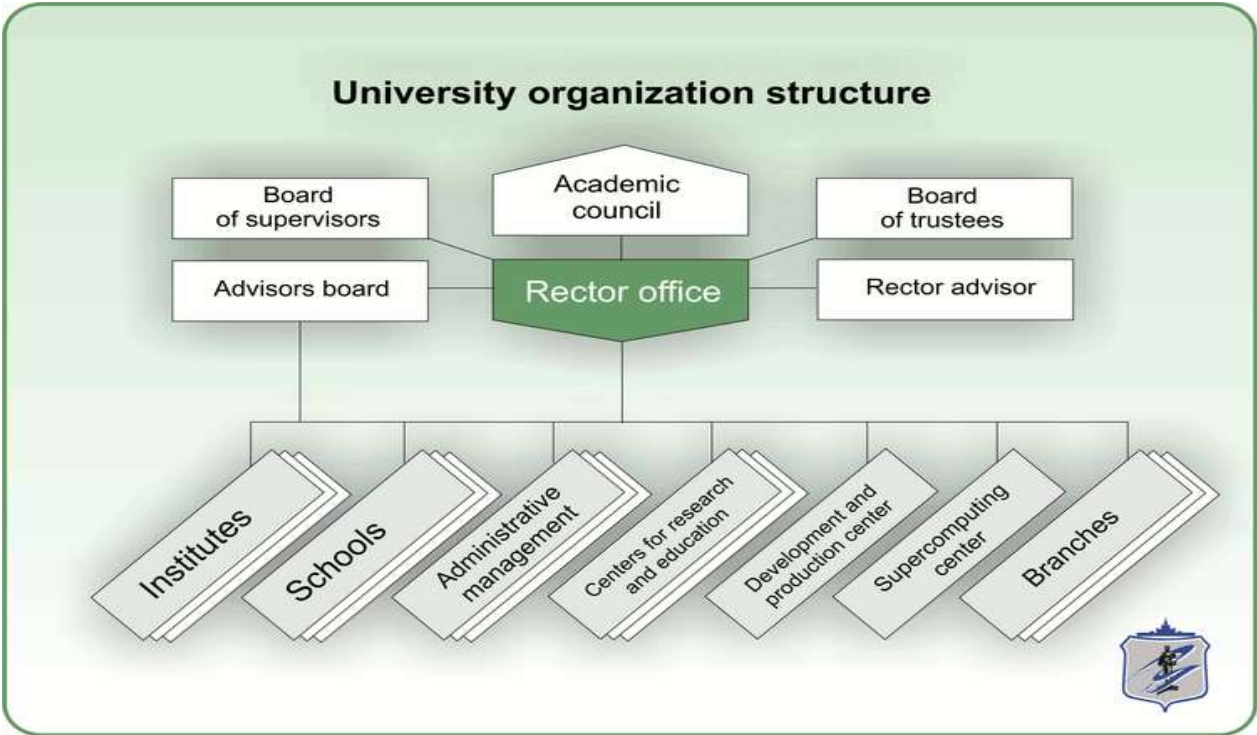 University organization structure
Board
of supervisors
Academic
council
Board
of trustees
Advisors board
Rector office
Rector advisor
Institutes
Schools
Administrative
management
Centers for research
and education
Development and
production center
Supercomputing
center
Branches